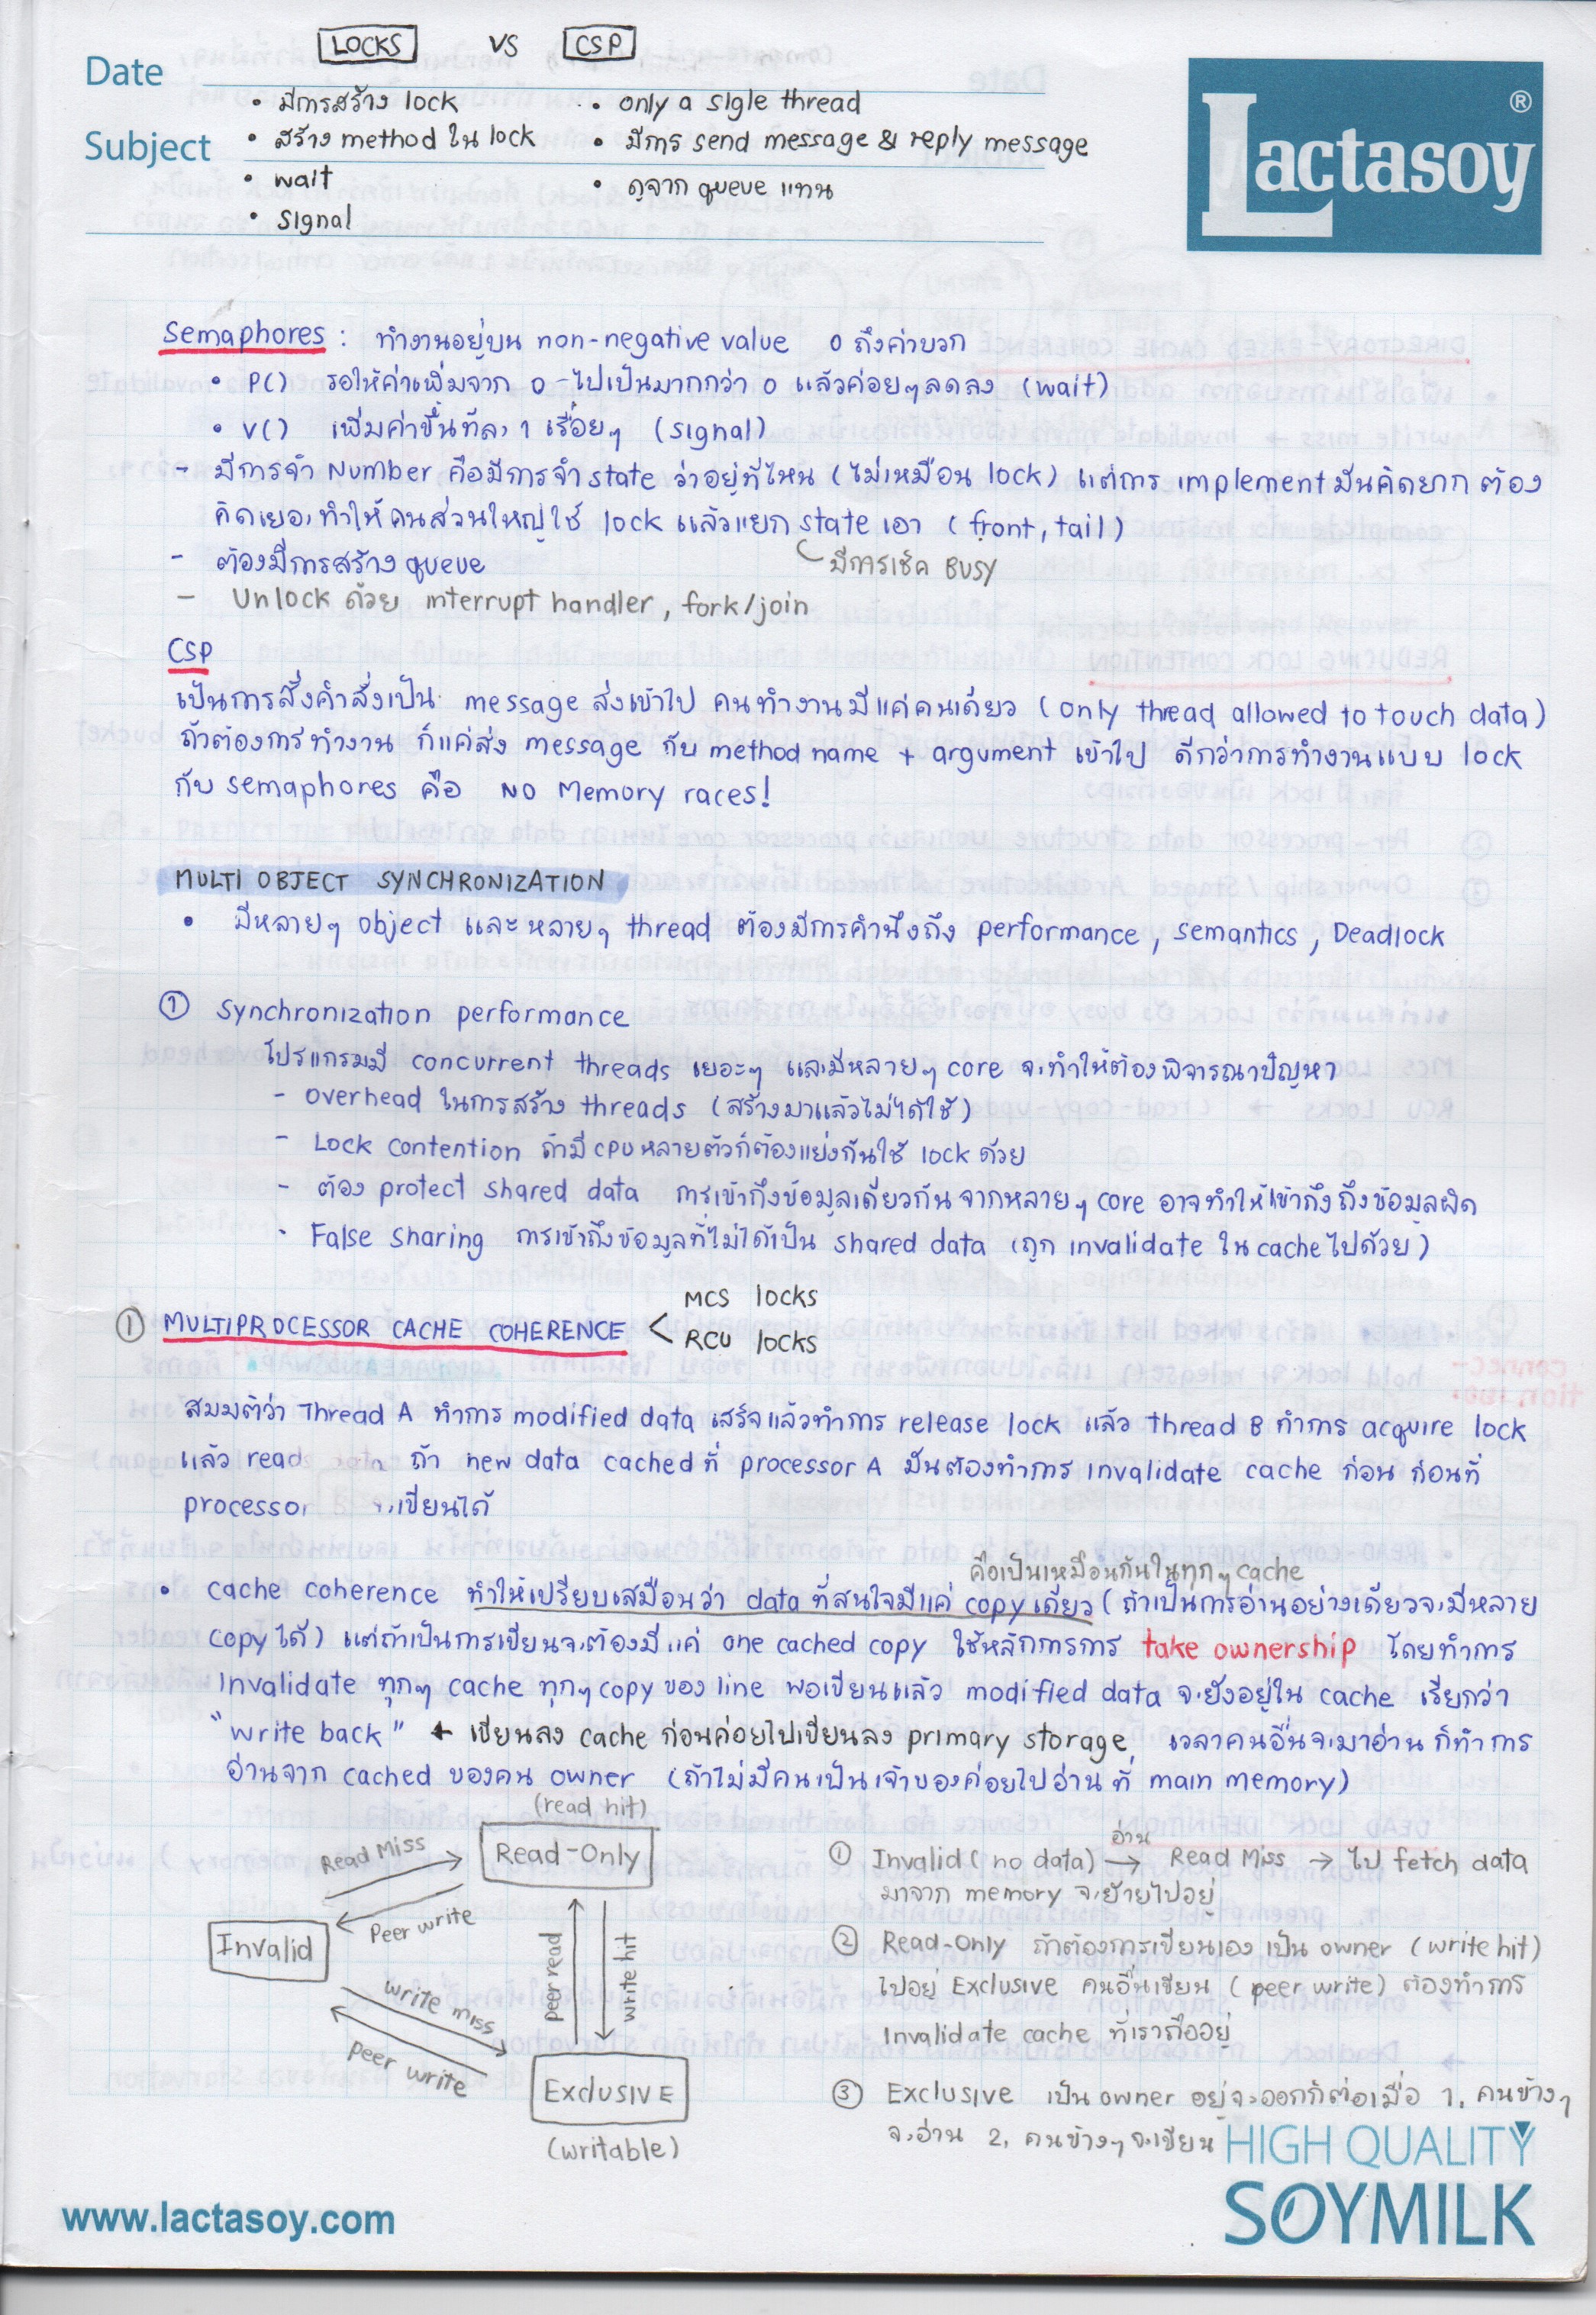 LOCKS VS CSP
Date
Subject
• มีการสร้าง lock
• สร้าง method ใน lock
• wait
• signal
• only a sigle thread
• มีการ send message & reply message
• ดูจาก queue แทน
Lactasoy ®
Semaphores : ทำงานอยู่บน non-negative value 0 ถึงค่าบวก
• P() รอให้ค่าเพิ่มจาก 0 ไปเป็นมากกว่า 0 แล้วค่อยๆลดลง (wait)
• V() เพิ่มค่าขึ้นทีละ 1 เรื่อยๆ (signal)
- มีการจำ Number คือมีการจำ state ว่าอยู่ที่ไหน (ไม่เหมือน lock) แต่การ implement มันคิดยาก ต้อง
คิดเยอะ ทำให้คนส่วนใหญ่ใช้ lock แล้วแยก state เอา (front, tail)
มีการเช็ค BUSY
- ต้องมีการสร้าง queue
- Unlock ด้วย interrupt handler, fork/join
CSP
เป็นการสั่งคำสั่งเป็น message ส่งเข้าไป คนทำงานมีแค่คนเดียว (only thread allowed to touch data)
ถ้าต้องการทำงาน ก็แค่ส่ง message กับ method name + argument เข้าไป ดีกว่าการทำงานแบบ lock
กับ semaphores คือ NO Memory races!
MULTI OBJECT SYNCHRONIZATION
• มีหลายๆ object และหลายๆ thread ต้องมีการคำนึงถึง performance, semantics, Deadlock
① Synchronization performance
โปรแกรมมี concurrent threads เยอะๆ และมีหลายๆ core จะทำให้ต้องพิจารณาปัญหา
- overhead ในการสร้าง threads (สร้างมาแล้วไม่ได้ใช้)
- Lock contention ถ้ามี CPU หลายตัวก็ต้องแย่งกันใช้ lock ด้วย
- ต้อง protect shared data การเข้าถึงข้อมูลเดียวกันจากหลายๆ core อาจทำให้เข้าถึงถึงข้อมูลผิด
- False sharing การเข้าถึงข้อมูลที่ไม่ได้เป็น shared data (ถูก invalidate ใน cache ไปด้วย)
① MULTIPROCESSOR CACHE COHERENCE <
MCS locks
RCU locks
สมมติว่า Thread A ทำการ modified data เสร็จแล้วทำการ release lock แล้ว thread B ทำการ acquire lock
แล้ว read ถ้า new data cached ที่ processor A มันต้องทำการ invalidate cache ก่อน ก่อนที่
processor จะเขียนได้
คือเป็นเหมือนกันในทุกๆ cache
• cache coherence ทำให้เปรียบเสมือนว่า data ที่สนใจมีแค่ copy เดียว (ถ้าเป็นการอ่านอย่างเดียวจะมีหลาย
copy ได้) แต่ถ้าเป็นการเขียนจะต้องมีแค่ one cached copy ใช้หลักการการ take ownership โดยทำการ
Invalidate ทุกๆ cache ทุกๆ copy ของ line พอเขียนแล้ว modified data จะยังอยู่ใน cache เรียกว่า
"write back" ← เขียนลง cache ก่อนค่อยไปเขียนลง primary storage เวลาคนอื่นจะมาอ่าน ก็ทำการ
อ่านจาก cached ของคน owner (ถ้าไม่มีคนเป็นเจ้าของค่อยไปอ่านที่ main memory)
(read hit)
Read-Only
Read Miss
Peer write
Invalid
peer read
write hit
write miss
peer write
Exclusive
(writable)
① Invalid (no data) อ่าน → Read Miss → ไป fetch data
มาจาก memory จะย้ายไปอยู่
② Read-Only ถ้าต้องการเขียนเอง เป็น owner (write hit)
ไปอยู่ Exclusive คนอื่นเขียน (peer write) ต้องทำการ
Invalidate cache ที่เราถืออยู่
③ Exclusive เป็น owner อยู่ จะออกก็ต่อเมื่อ 1. คนข้างๆ
จะอ่าน 2. คนข้างๆ จะเขียน
HIGH QUALITY
SOYMILK
www.lactasoy.com